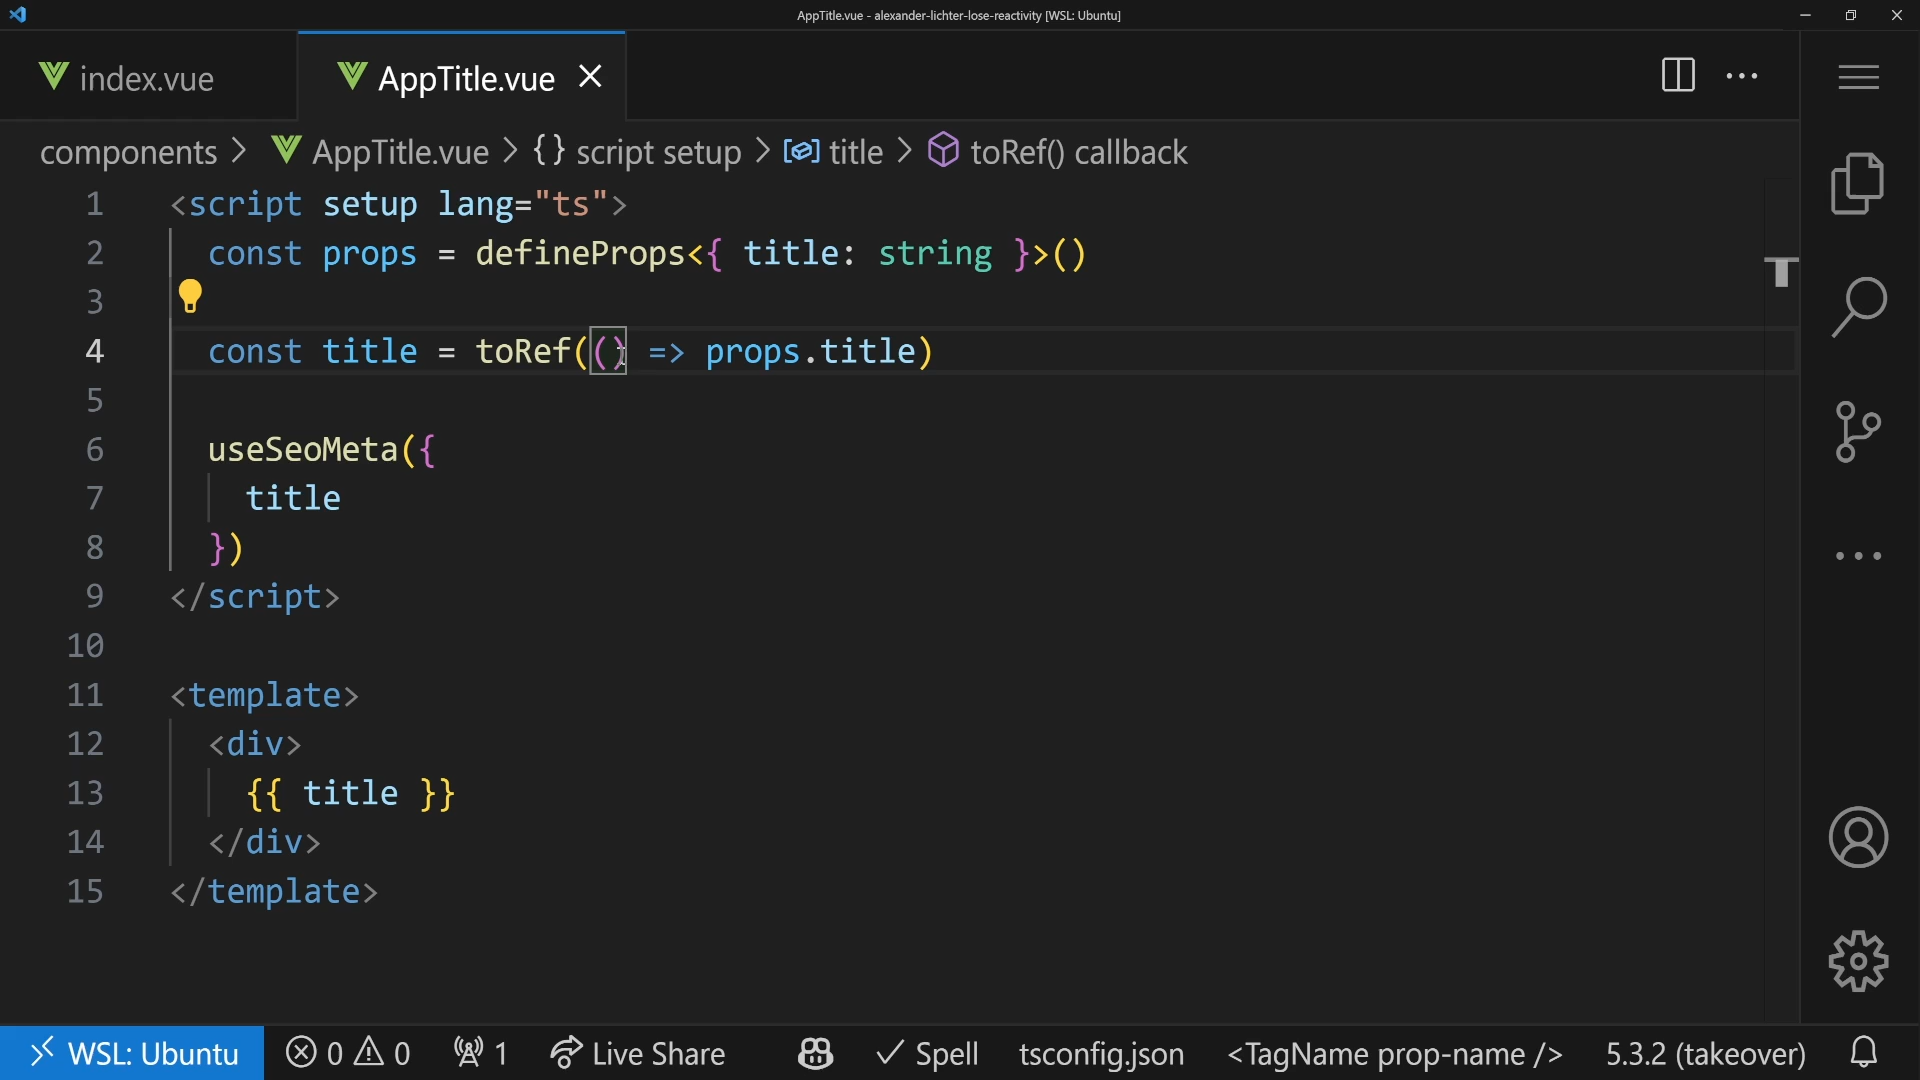 AppTitle.vue - alexander-lichter-lose-reactivity [WSL: Ubuntu]
index.vue
AppTitle.vue
components > AppTitle.vue > {} script setup > title > toRef() callback
1 <script setup lang="ts">
2 const props = defineProps<{ title: string }>()
3
4 const title = toRef(() => props.title)
5
6 useSeoMeta({
7 title
8 })
9 </script>
10
11 <template>
12 <div>
13 {{ title }}
14 </div>
15 </template>
WSL: Ubuntu 0 0 1 Live Share Spell tsconfig.json <TagName prop-name /> 5.3.2 (takeover)